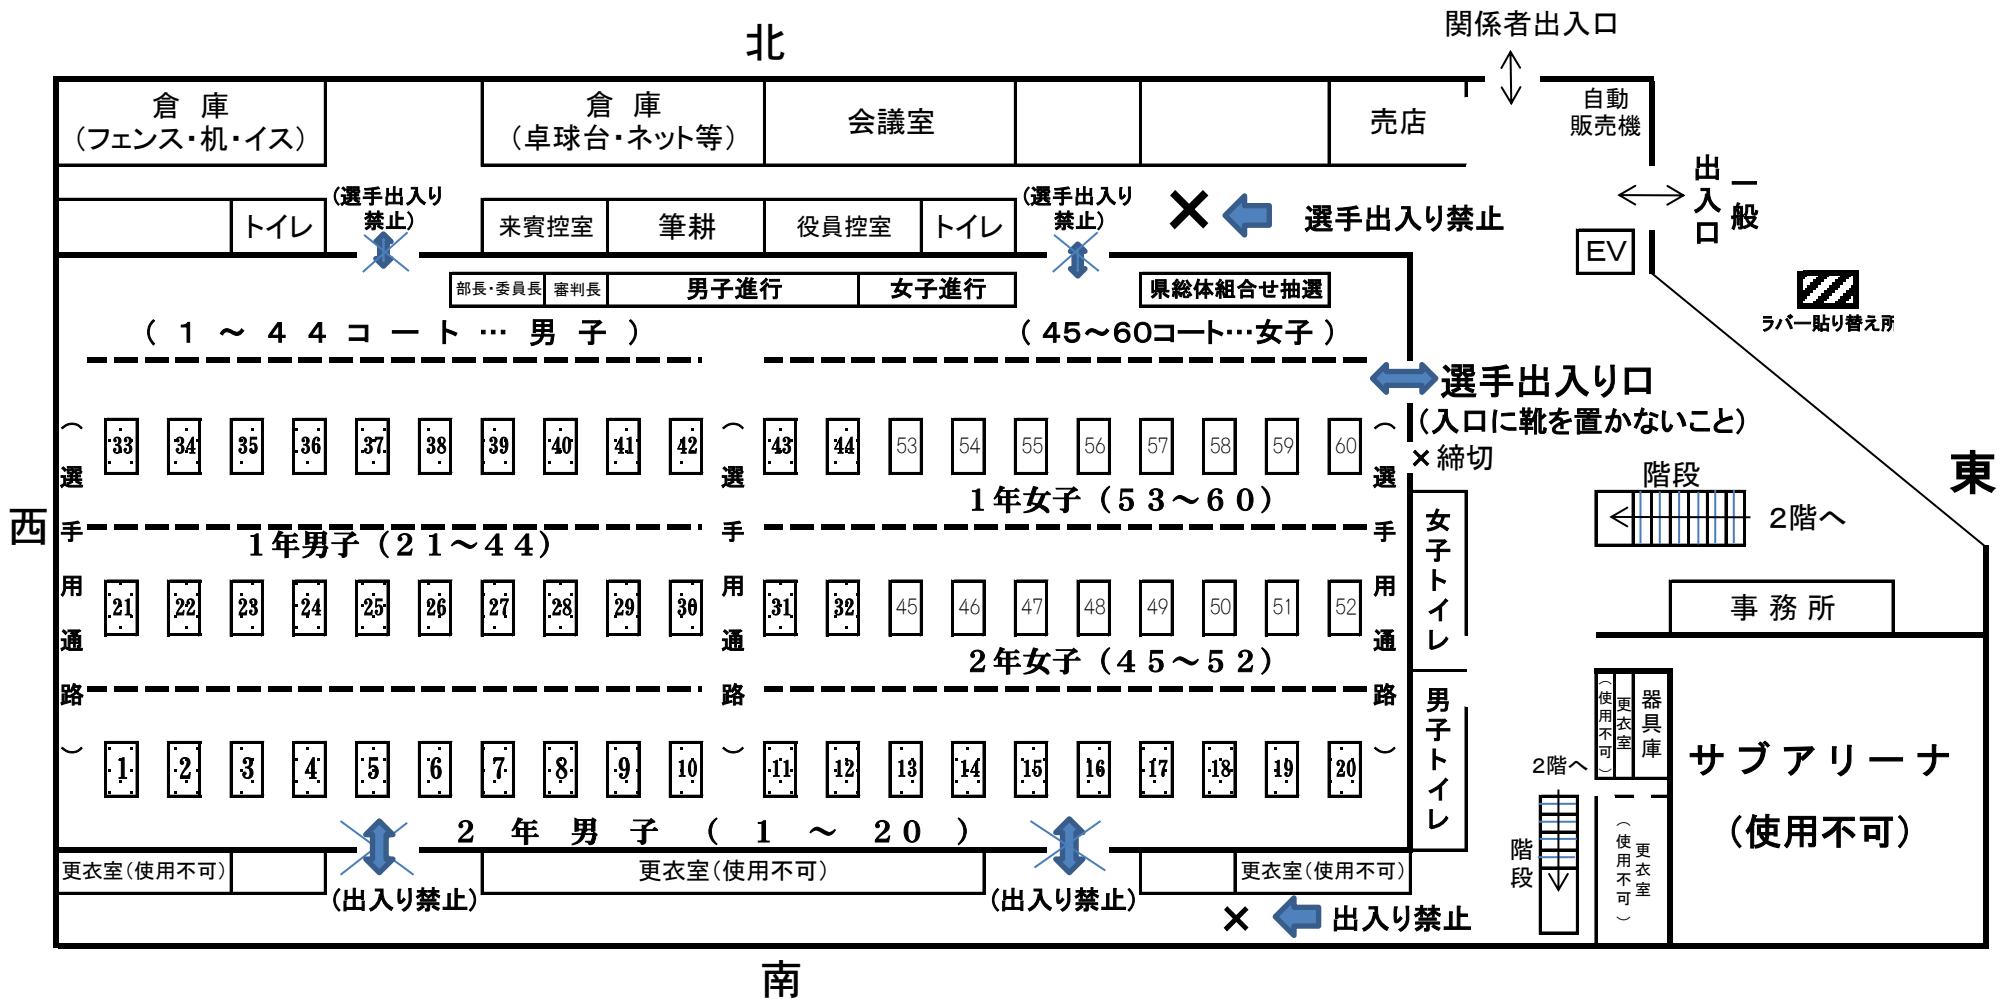 北
関係者出入口
倉 庫
（フェンス・机・イス）
倉 庫
（卓球台・ネット等）
会議室
売店
自動
販売機
一般
出入口
トイレ
（選手出入り
禁止）
来賓控室
筆耕
役員控室
トイレ
（選手出入り
禁止）
×
選手出入り禁止
EV
部長・委員長
審判長
男子進行
女子進行
県総体組合せ抽選
ラバー貼り替え所
（１～４４コート…男子）
（45～60コート…女子）
選手出入り口
（入口に靴を置かないこと）
×締切
33 34 35 36 37 38 39 40 41 42 43 44 53 54 55 56 57 58 59 60
１年女子（５３～６０）
１年男子（２１～４４）
21 22 23 24 25 26 27 28 29 30 31 32 45 46 47 48 49 50 51 52
２年女子（４５～５２）
1 2 3 4 5 6 7 8 9 10 11 12 13 14 15 16 17 18 19 20
２年男子（１～２０）
（選手用通路）
（選手用通路）
（選手用通路）
西
東
階段
２階へ
女子トイレ
男子トイレ
事務所
器具庫
更衣室
（使用不可）
サブアリーナ
（使用不可）
2階へ
階段
更衣室
（使用不可）
更衣室（使用不可）
更衣室（使用不可）
更衣室（使用不可）
（出入り禁止）
（出入り禁止）
×
出入り禁止
南